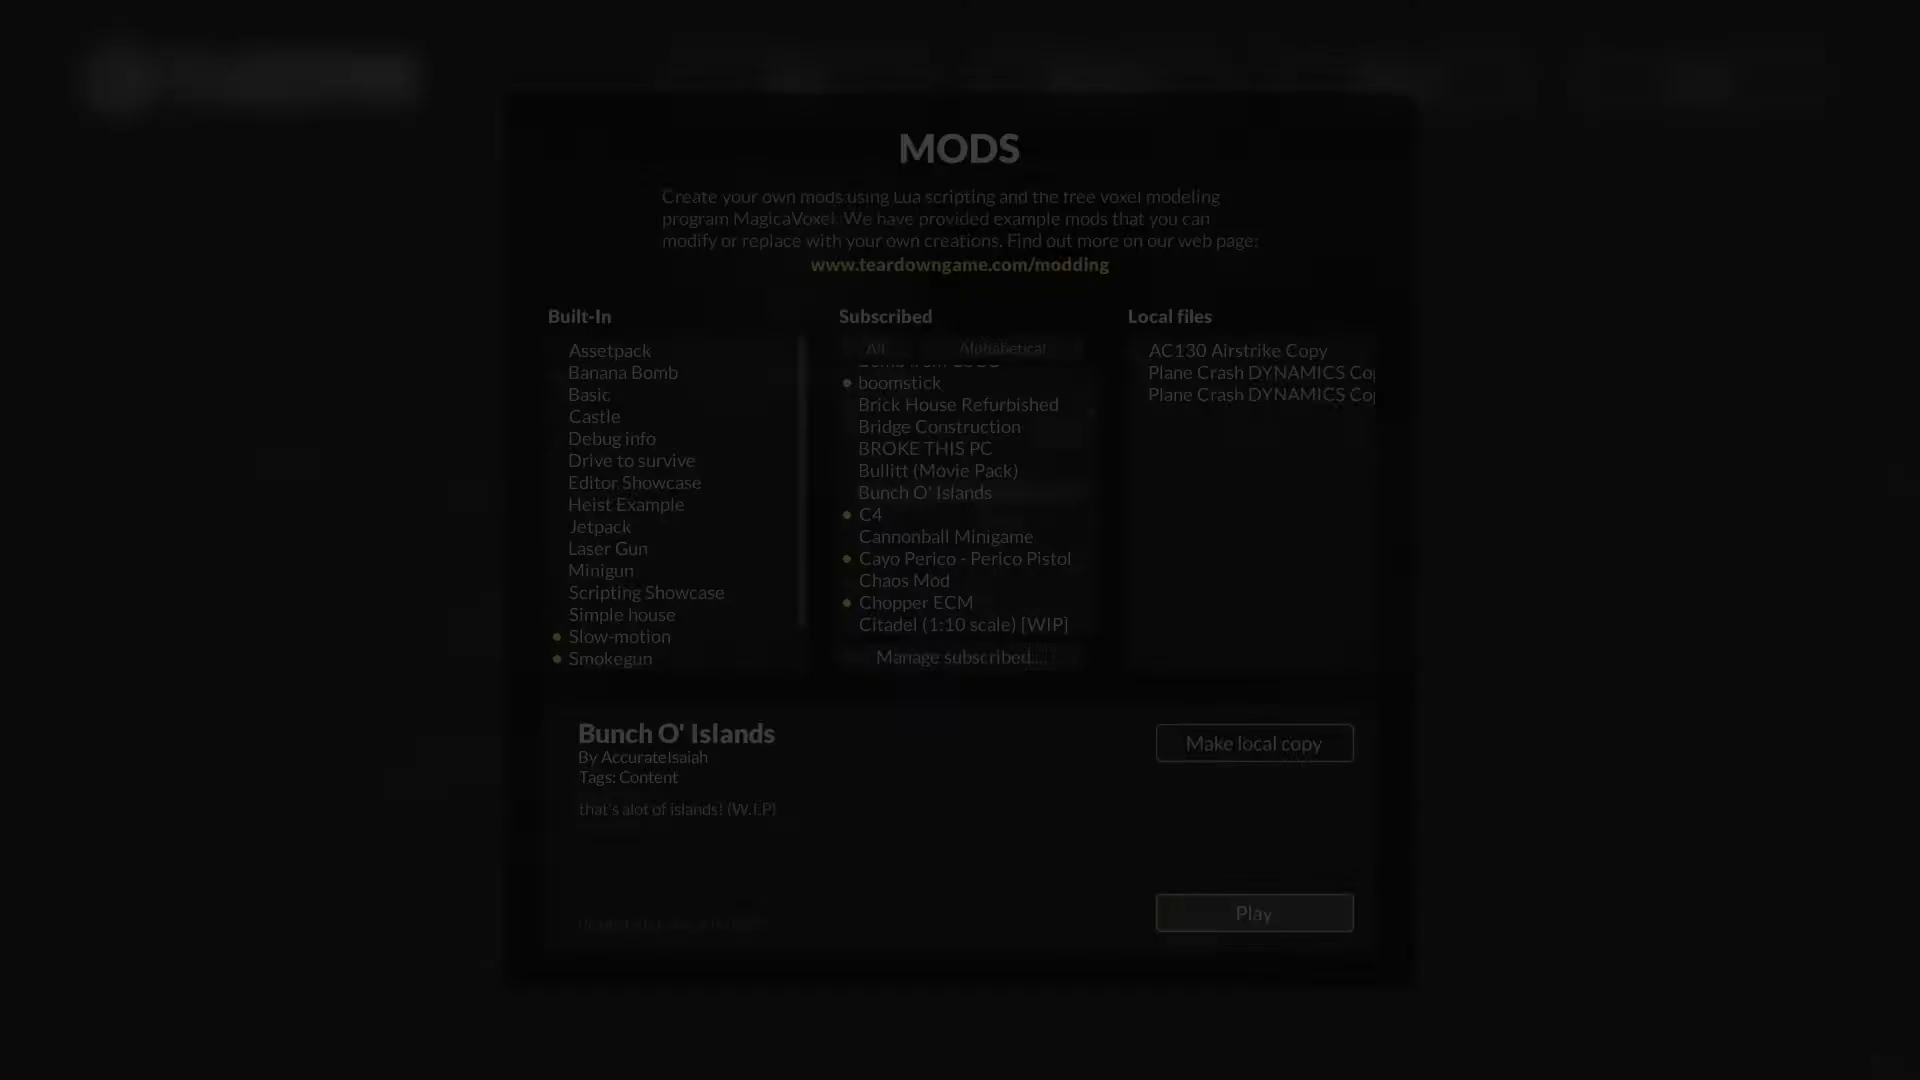 MODS
Create your own mods using Lua scripting and the free voxel modeling
program MagicaVoxel. We have provided example mods that you can
modify or replace with your own creations. Find out more on our web page:
www.teardowngame.com/modding
Built-In
Assetpack
Banana Bomb
Basic
Castle
Debug info
Drive to survive
Editor Showcase
Heist Example
Jetpack
Laser Gun
Minigun
Scripting Showcase
Simple house
Slow-motion
Smokegun
Subscribed
All
Alphabetical
boomstick
Brick House Refurbished
Bridge Construction
BROKE THIS PC
Bullitt (Movie Pack)
Bunch O' Islands
C4
Cannonball Minigame
Cayo Perico - Perico Pistol
Chaos Mod
Chopper ECM
Citadel (1:10 scale) [WIP]
Manage subscribed...
Local files
AC130 Airstrike Copy
Plane Crash DYNAMICS Cop
Plane Crash DYNAMICS Cop
Bunch O' Islands
By AccurateIsaiah
Tags: Content
that's alot of islands! (W.I.P)
Make local copy
Play